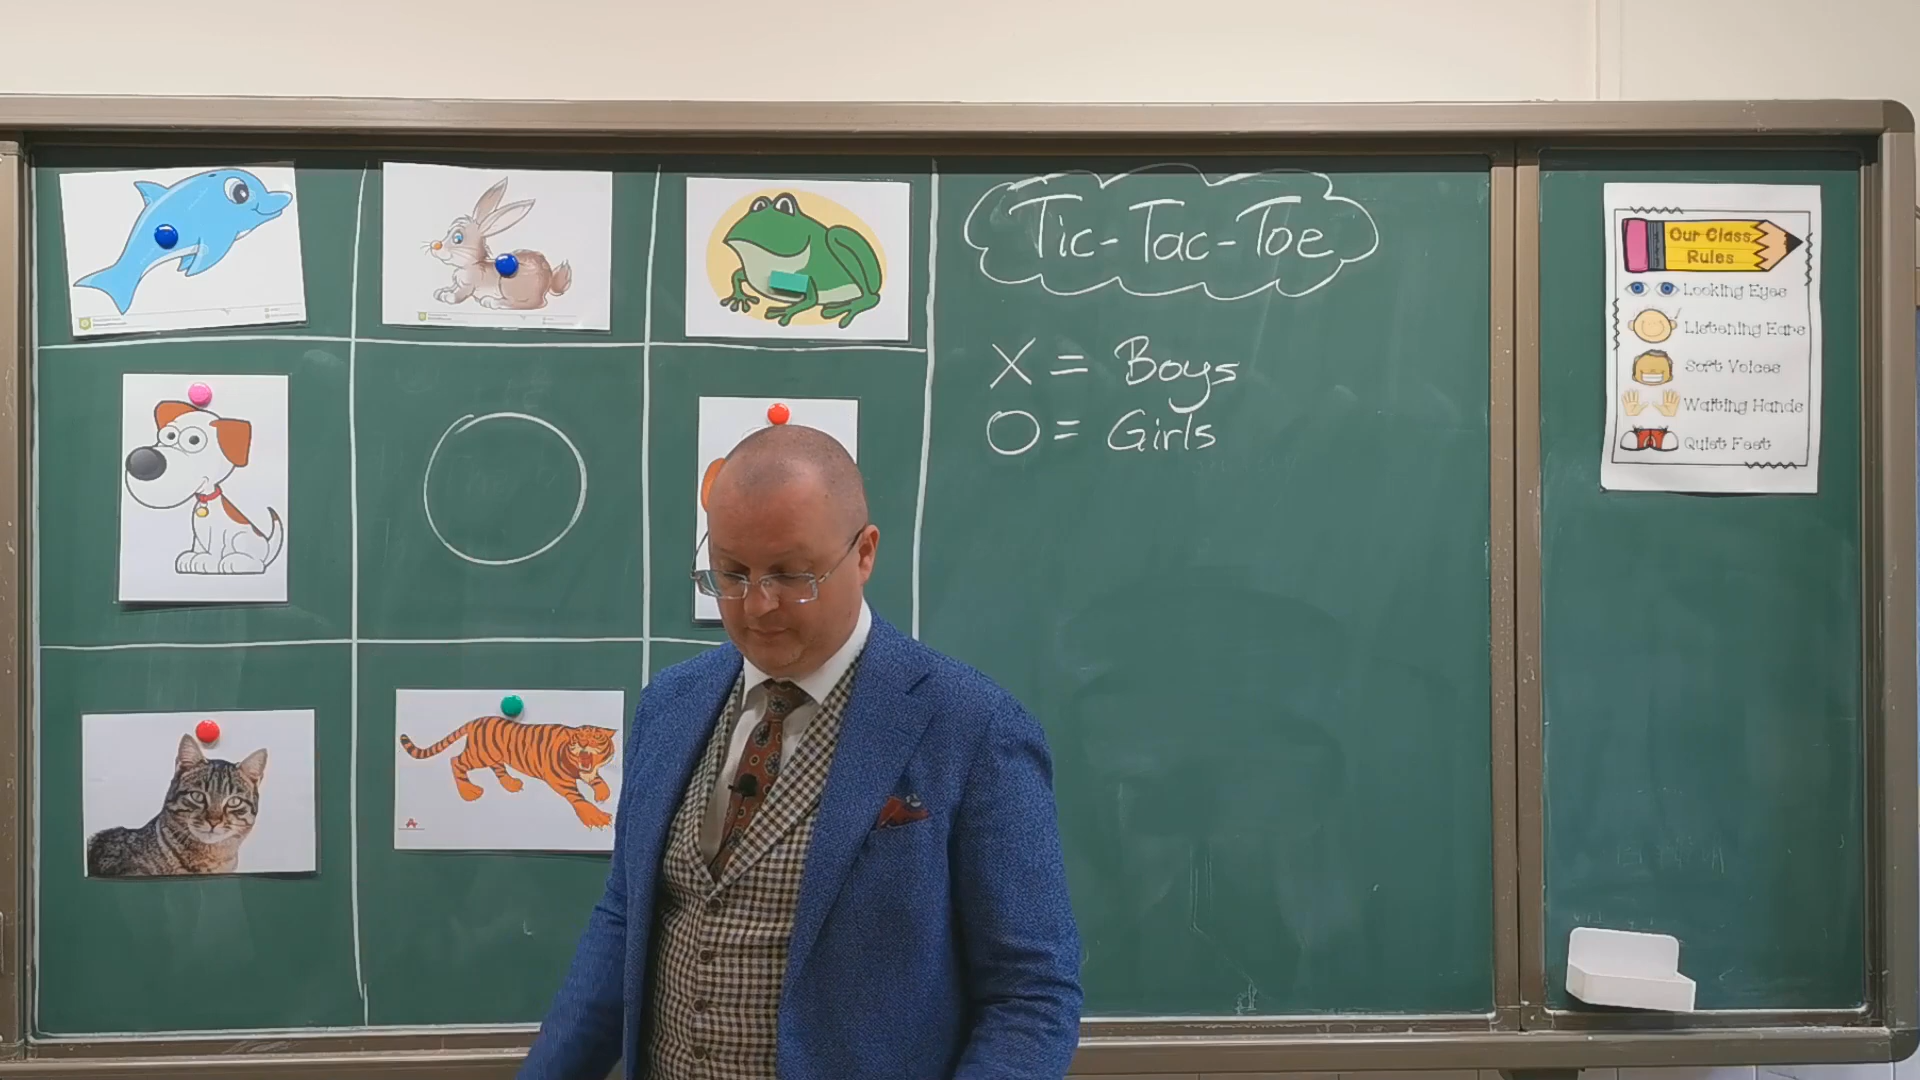 Tic-Tac-Toe
X = Boys
O = Girls
Our Class
Rules
Looking Eyes
Listening Ears
Soft Voices
Waiting Hands
Quiet Feet